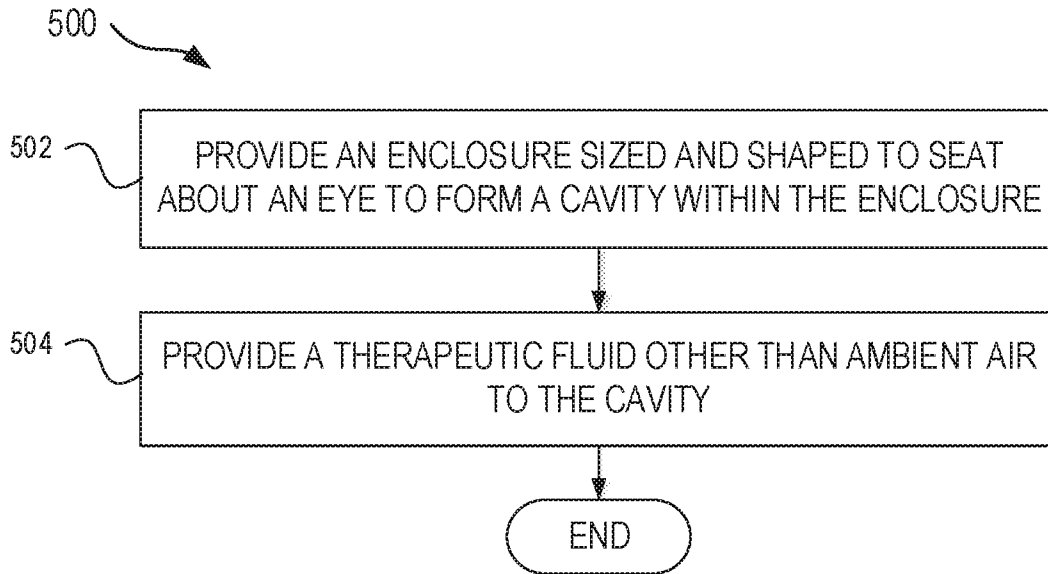 500
502
PROVIDE AN ENCLOSURE SIZED AND SHAPED TO SEAT
ABOUT AN EYE TO FORM A CAVITY WITHIN THE ENCLOSURE
504
PROVIDE A THERAPEUTIC FLUID OTHER THAN AMBIENT AIR
TO THE CAVITY
END